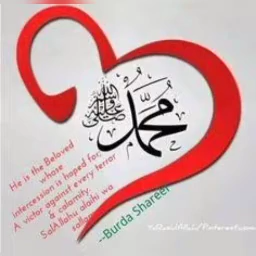 صلى الله عليه وسلم
محمد
He is the Beloved
whose
intercession is hoped for;
A victor against every terror
& calamity.
SalAllahu alaihi wa
sallam
--Burda Shareef